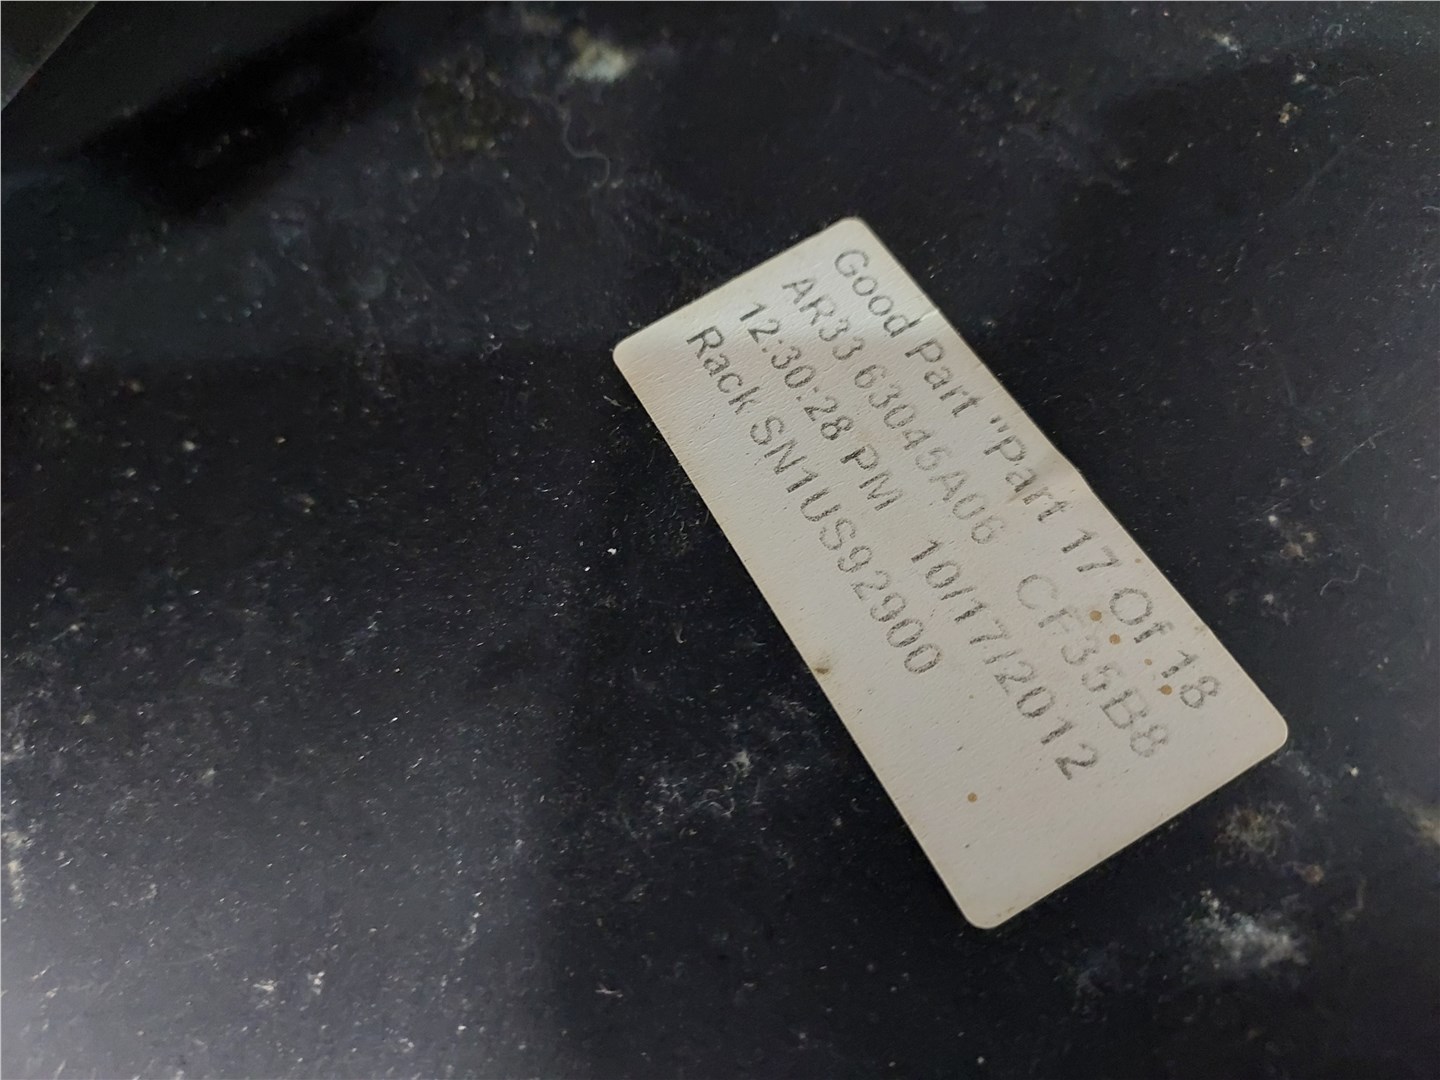 Good Part "Part 17 Of 18
AR33 63045A06 CF35B8
12:30:28 PM 10/17/2012
Rack SN1US92900